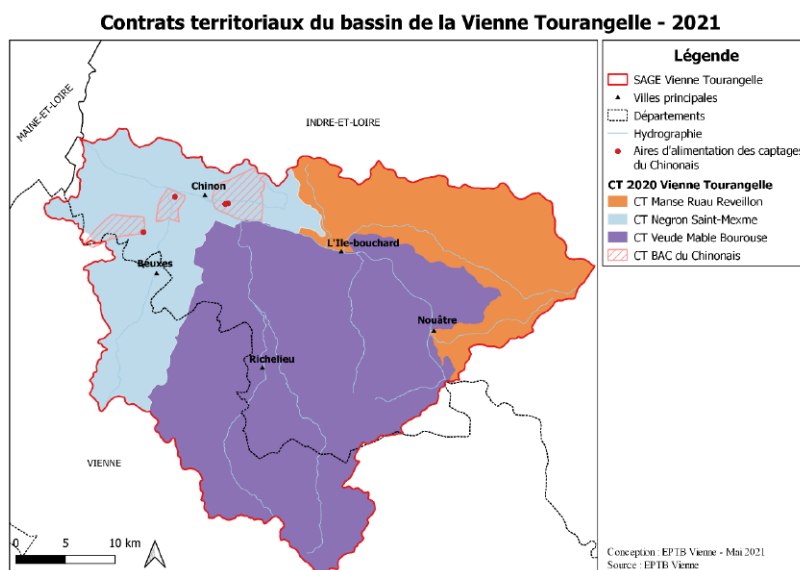 Contrats territoriaux du bassin de la Vienne Tourangelle - 2021
MAINE-ET-LOIRE
INDRE-ET-LOIRE
Chinon
L'Ile-bouchard
Beuxes
Nouâtre
Richelieu
VIENNE
0 5 10 km
Légende
SAGE Vienne Tourangelle
Villes principales
Départements
Hydrographie
Aires d'alimentation des captages
du Chinonais
CT 2020 Vienne Tourangelle
CT Manse Ruau Reveillon
CT Negron Saint-Mexme
CT Veude Mable Bourouse
CT BAC du Chinonais
Conception : EPTB Vienne - Mai 2021
Source : EPTB Vienne